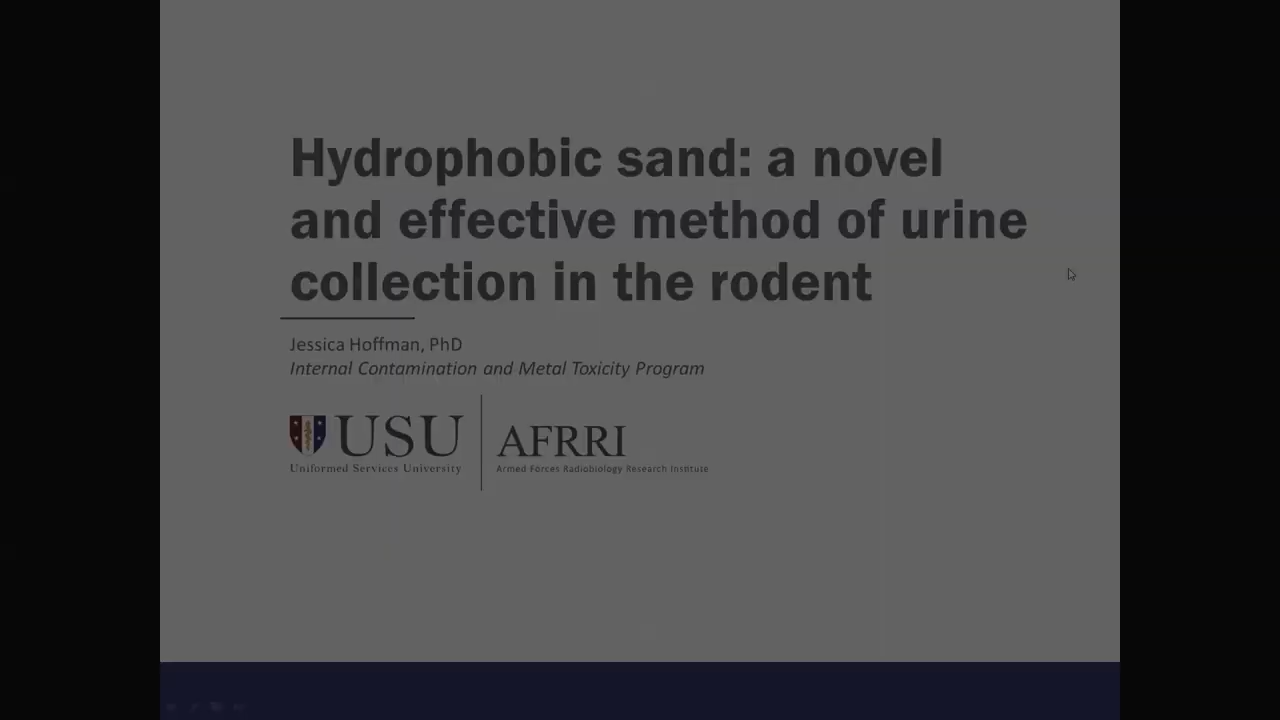 Hydrophobic sand: a novel
and effective method of urine
collection in the rodent
Jessica Hoffman, PhD
Internal Contamination and Metal Toxicity Program
USU
Uniformed Services University
AFRRI
Armed Forces Radiobiology Research Institute